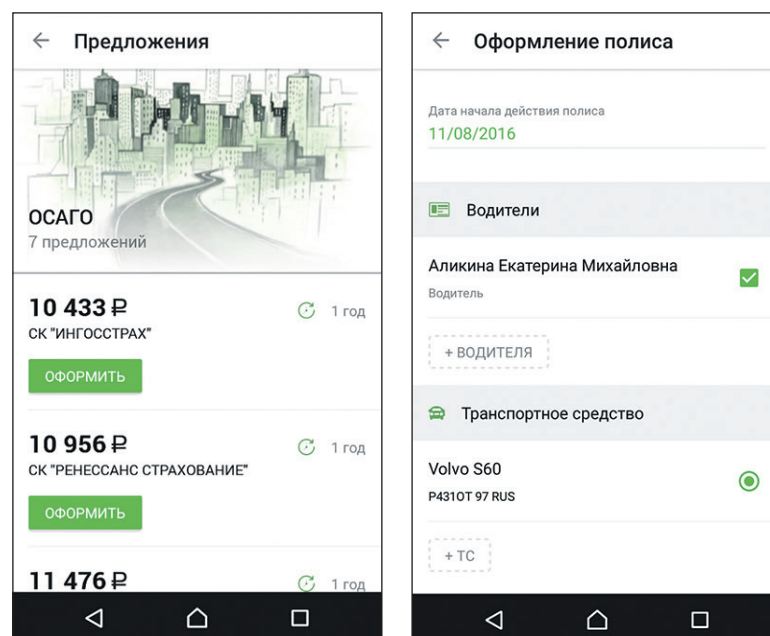 Предложения
ОСАГО
7 предложений
10 433 ₽
1 год
СК "ИНГОССТРАХ"
ОФОРМИТЬ
10 956 ₽
1 год
СК "РЕНЕССАНС СТРАХОВАНИЕ"
ОФОРМИТЬ
11 476 ₽
1 год
Оформление полиса
Дата начала действия полиса
11/08/2016
Водители
Аликина Екатерина Михайловна
Водитель
+ ВОДИТЕЛЯ
Транспортное средство
Volvo S60
Р431ОТ 97 RUS
+ ТС